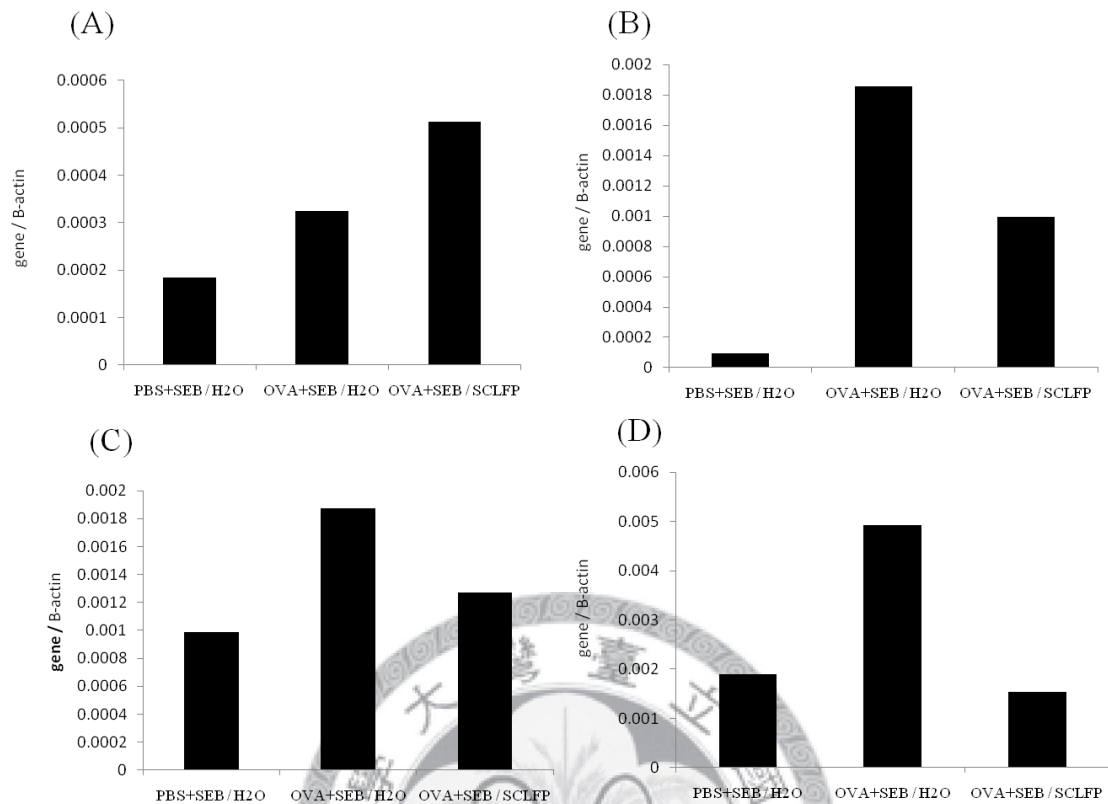 (A)
0.0006
0.0005
0.0004
0.0003
0.0002
0.0001
0
gene / B-actin
PBS+SEB/H2O OVA+SEB/H2O OVA+SEB/SCLFP
(B)
0.002
0.0018
0.0016
0.0014
0.0012
0.001
0.0008
0.0006
0.0004
0.0002
0
gene / B-actin
PBS+SEB/H2O OVA+SEB/H2O OVA+SEB/SCLFP
(C)
0.002
0.0018
0.0016
0.0014
0.0012
0.001
0.0008
0.0006
0.0004
0.0002
0
gene / B-actin
PBS+SEB/H2O OVA+SEB/H2O OVA+SEB/SCLFP
(D)
0.006
0.005
0.004
0.003
0.002
0.001
0
gene / B-actin
PBS+SEB/H2O OVA+SEB/H2O OVA+SEB/SCLFP
大灣臺立